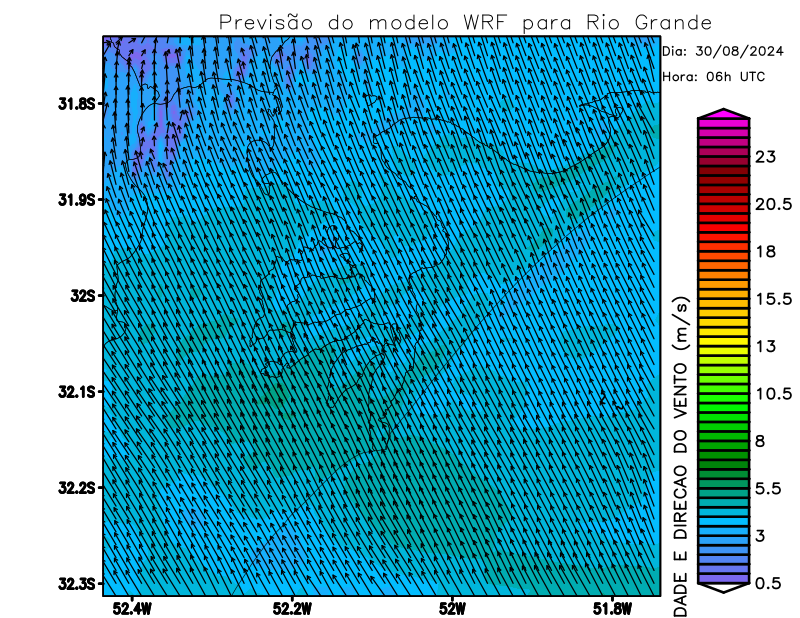 Previsão do modelo WRF para Rio Grande
Dia: 30/08/2024
Hora: 06h UTC
31.8S
31.9S
32S
32.1S
32.2S
32.3S
52.4W
52.2W
52W
51.8W
23
20.5
18
15.5
13
10.5
8
5.5
3
0.5
DADE E DIRECAO DO VENTO (m/s)